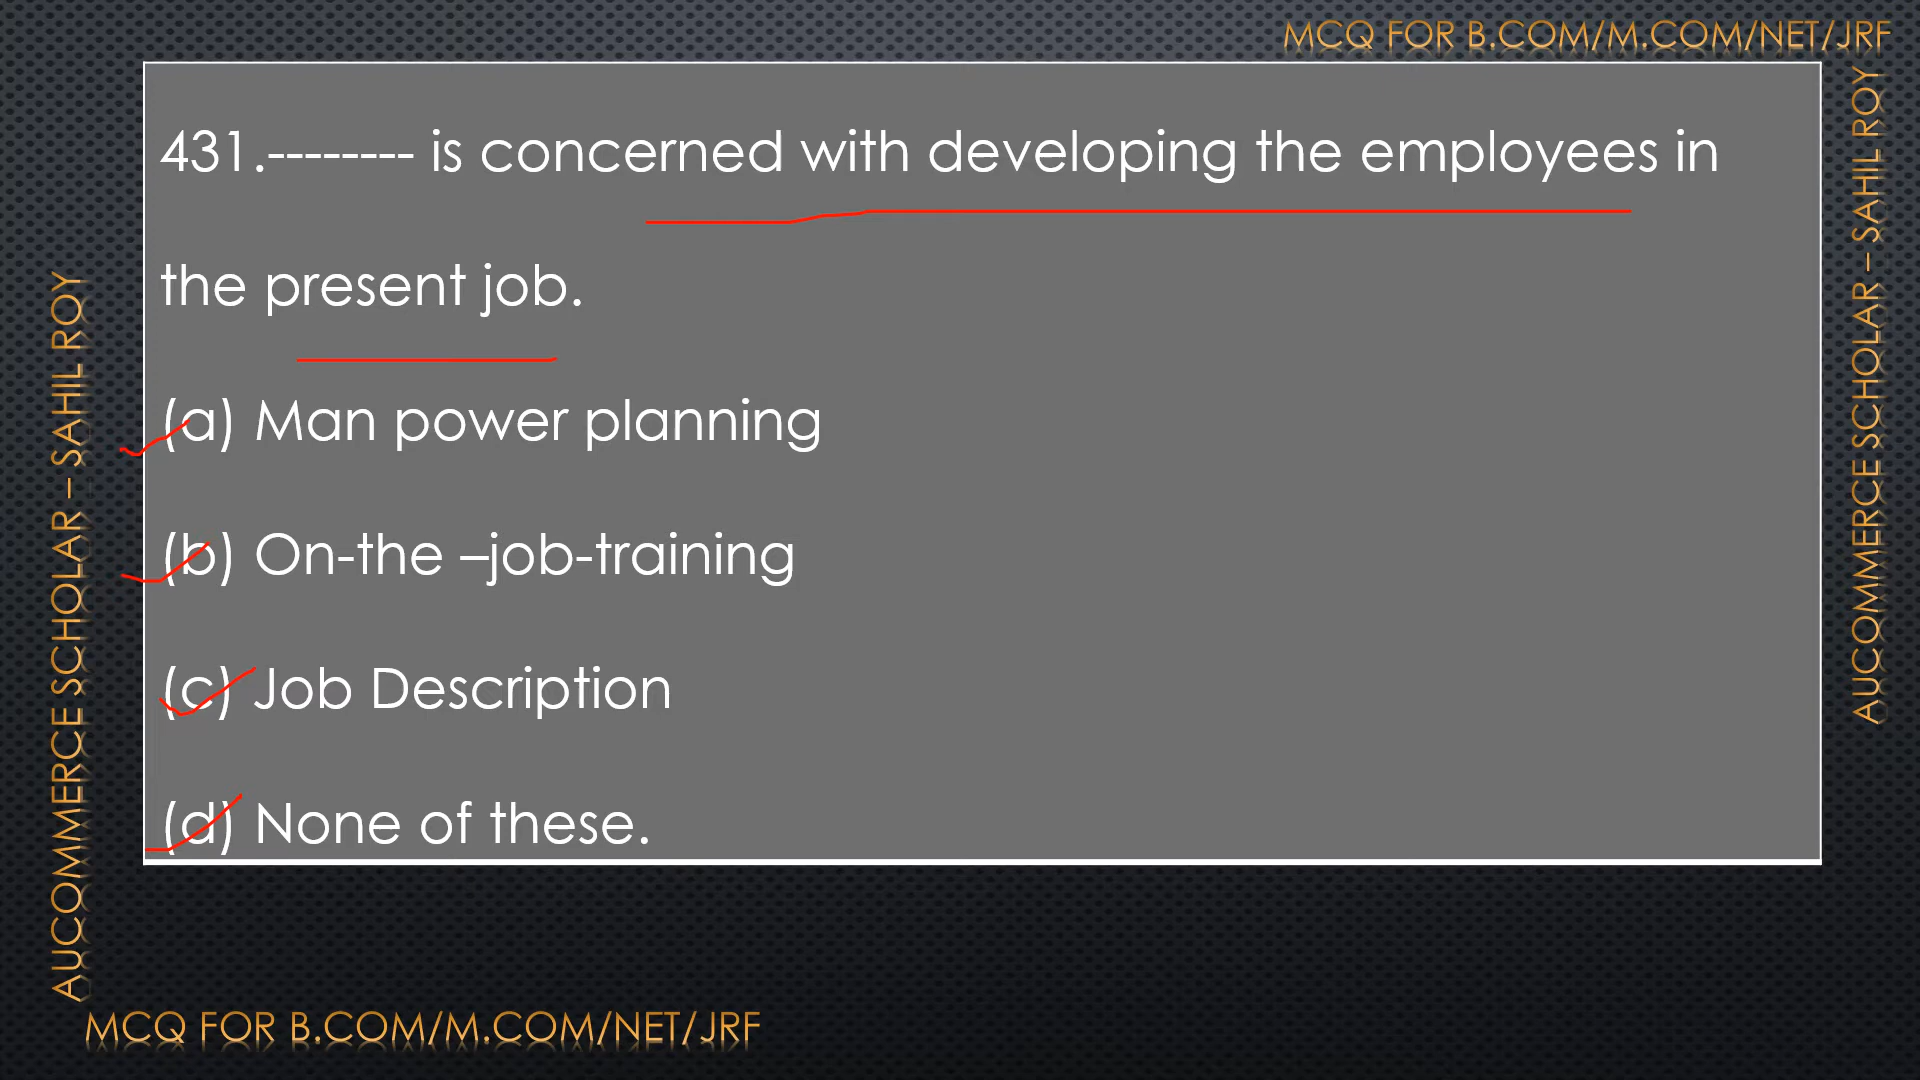 MCQ FOR B.COM/M.COM/NET/JRF
431.-------- is concerned with developing the employees in
the present job.
(a) Man power planning
(b) On-the –job-training
(c) Job Description
(d) None of these.
AUCOMMERCE SCHOLAR – SAHIL ROY
AUCOMMERCE SCHOLAR – SAHIL ROY
MCQ FOR B.COM/M.COM/NET/JRF